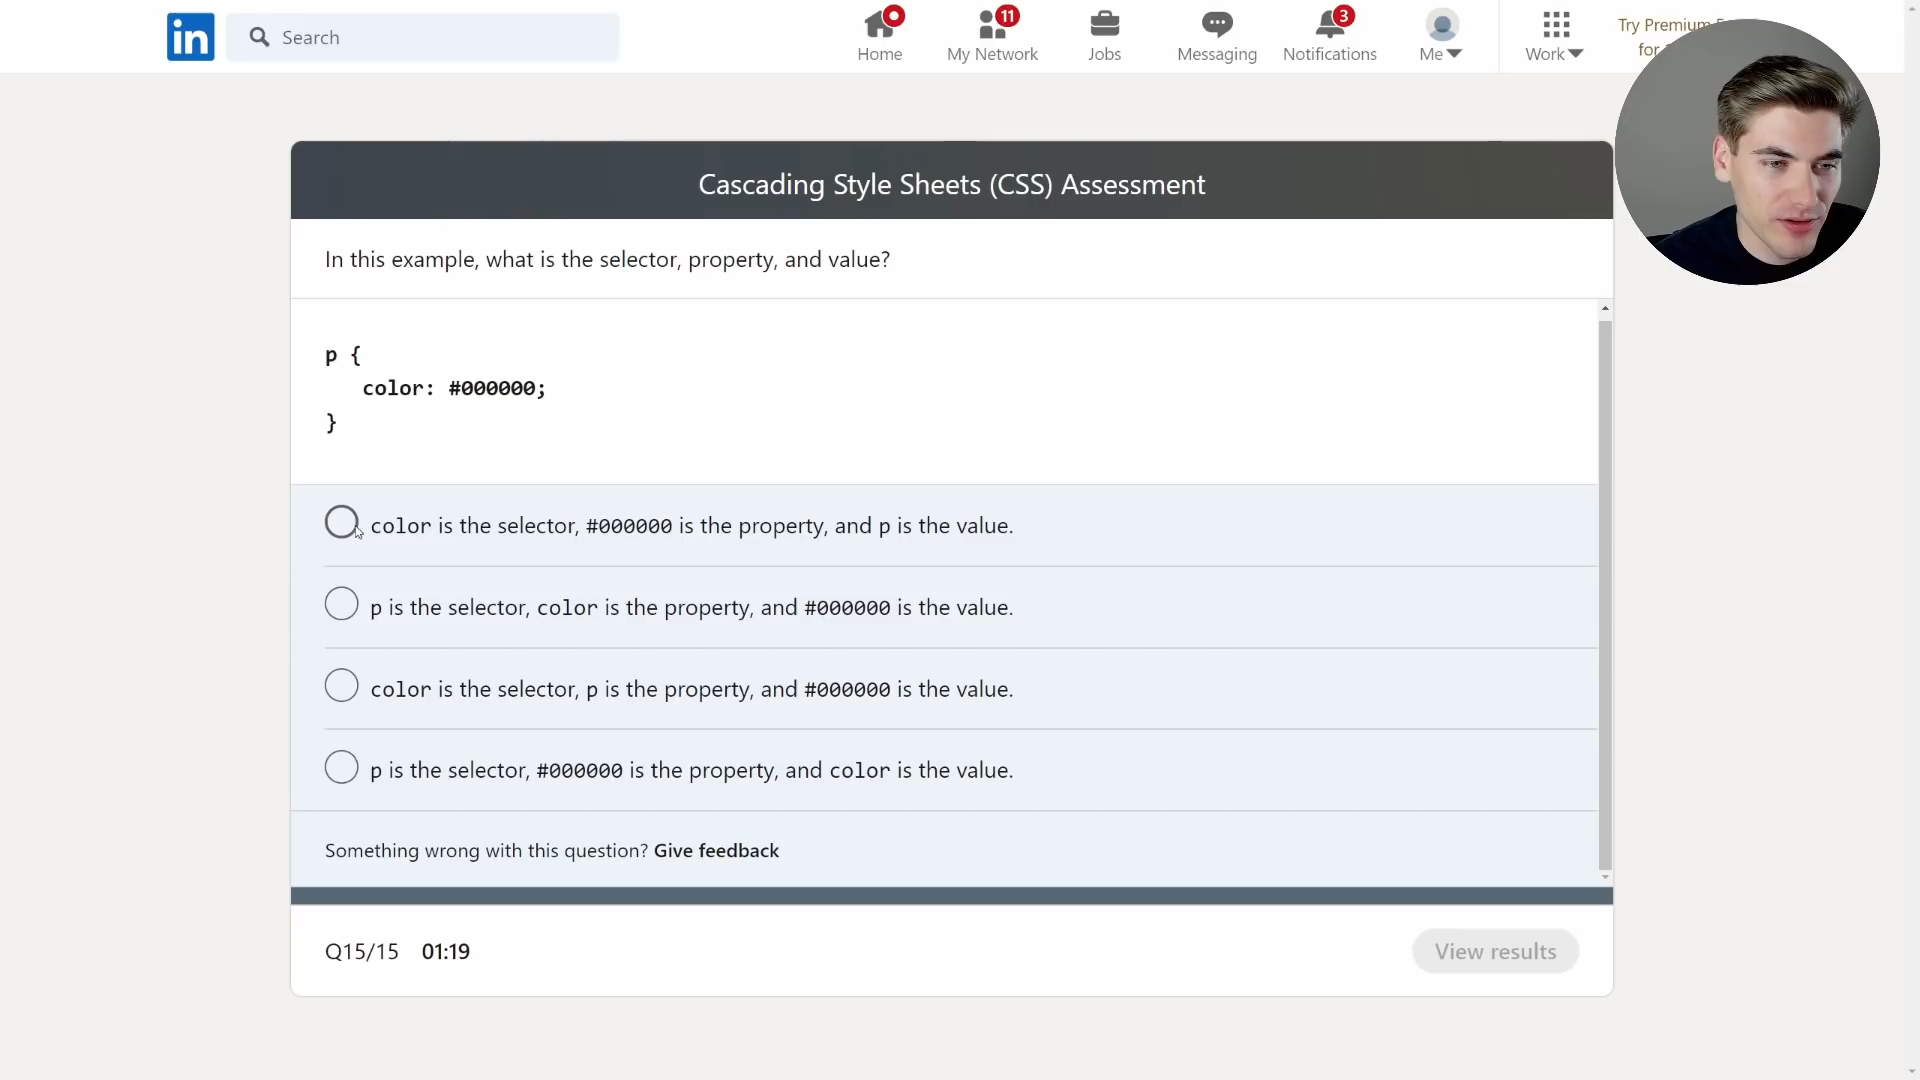 in
Search
Home
11
My Network
Jobs
Messaging
3
Notifications
Me
Work
Try Premium
for
Cascading Style Sheets (CSS) Assessment
In this example, what is the selector, property, and value?
p {
color: #000000;
}
color is the selector, #000000 is the property, and p is the value.
p is the selector, color is the property, and #000000 is the value.
color is the selector, p is the property, and #000000 is the value.
p is the selector, #000000 is the property, and color is the value.
Something wrong with this question? Give feedback
Q15/15 01:19
View results